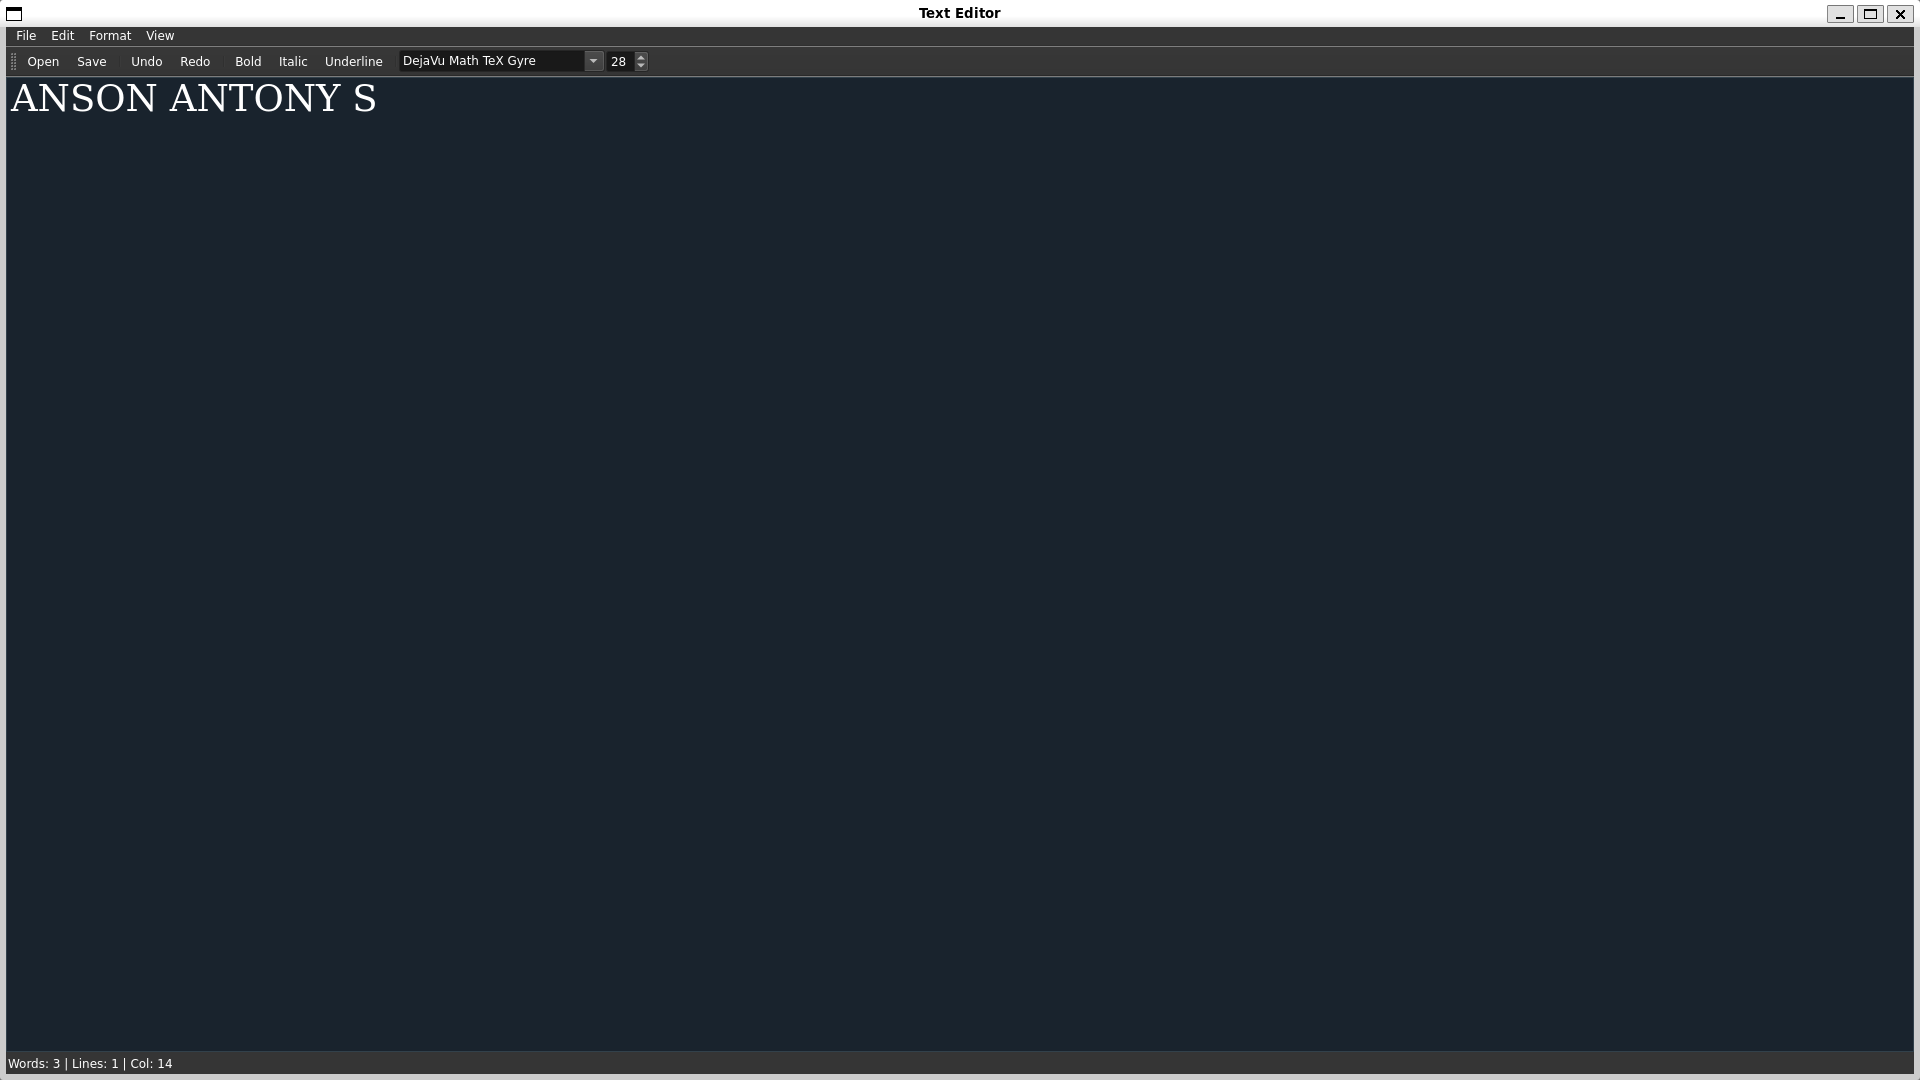 Text Editor
File Edit Format View
Open Save Undo Redo Bold Italic Underline DejaVu Math TeX Gyre 28
ANSON ANTONY S
Words: 3 | Lines: 1 | Col: 14